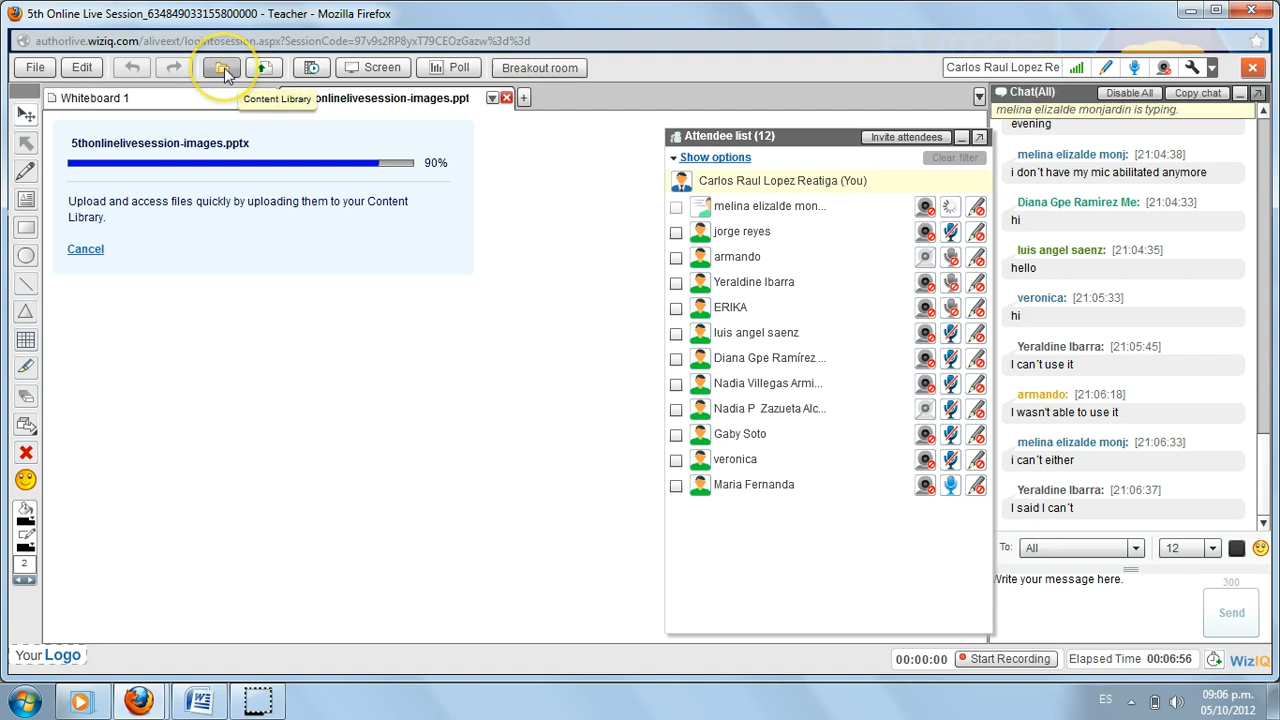 5th Online Live Session_634849033155800000 - Teacher - Mozilla Firefox
authorlive.wiziq.com/aliveext/logintosession.aspx?SessionCode=97v9s2RP8yxT79CEOzGazw%3d%3d
File Edit Screen Poll Breakout room Carlos Raul Lopez Re
Whiteboard 1
Content Library
onlinelivesession-images.ppt
5thonlinelivesession-images.pptx
90%
Upload and access files quickly by uploading them to your Content
Library.
Cancel
Attendee list (12) Invite attendees
Show options Clear filter
Carlos Raul Lopez Reatiga (You)
melina elizalde mon...
jorge reyes
armando
Yeraldine Ibarra
ERIKA
luis angel saenz
Diana Gpe Ramírez ...
Nadia Villegas Armi...
Nadia P Zazueta Alc...
Gaby Soto
veronica
Maria Fernanda
Chat(All) Disable All Copy chat
melina elizalde monjardin is typing.
evening
melina elizalde monj: [21:04:38]
i don´t have my mic abilitated anymore
Diana Gpe Ramírez Me: [21:04:33]
hi
luis angel saenz: [21:04:35]
hello
veronica: [21:05:33]
hi
Yeraldine Ibarra: [21:05:45]
I can´t use it
armando: [21:06:18]
I wasn't able to use it
melina elizalde monj: [21:06:33]
i can´t either
Yeraldine Ibarra: [21:06:37]
I said I can´t
To: All 12
Write your message here.
300
Send
2
Your Logo
00:00:00 Start Recording Elapsed Time 00:06:56 WizIQ
ES
09:06 p.m.
05/10/2012